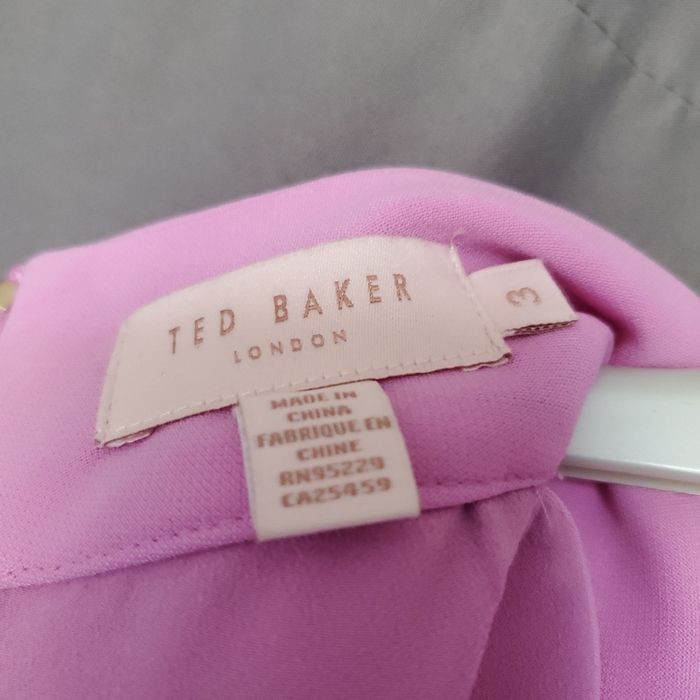 TED BAKER
LONDON
3
MADE IN
CHINA
FABRIQUE EN
CHINE
RN95229
CA25459